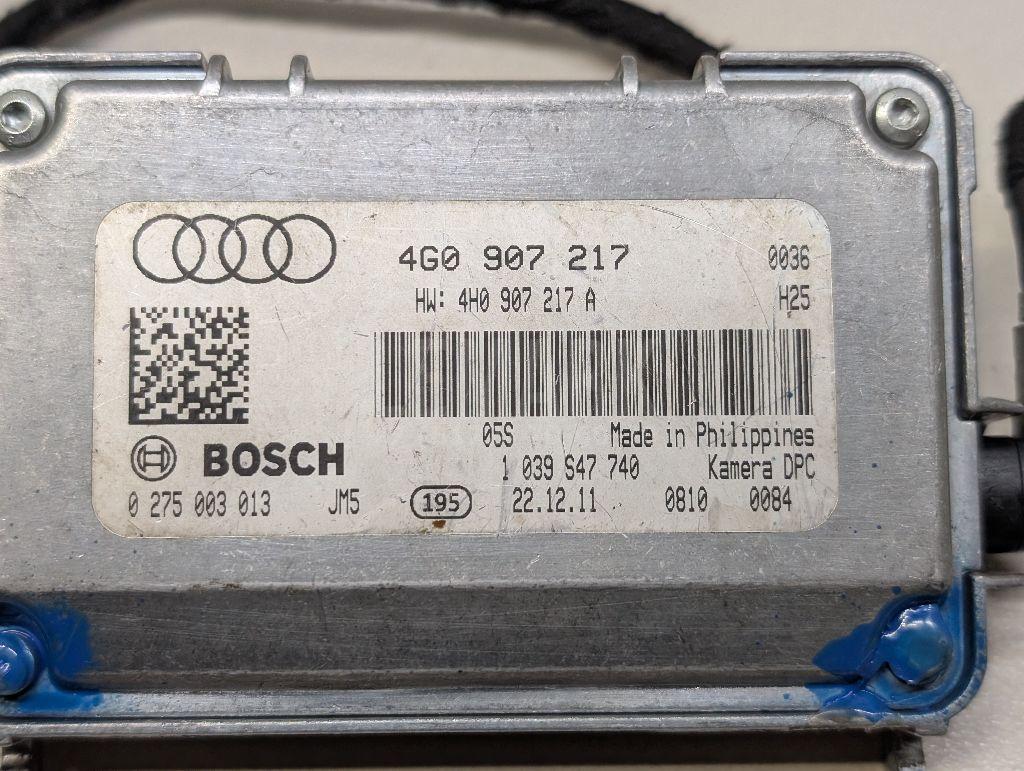 4G0 907 217 0036
HW: 4H0 907 217 A H25
05S Made in Philippines
BOSCH 1 039 S47 740 Kamera DPC
0 275 003 013 JM5 195 22.12.11 0810 0084